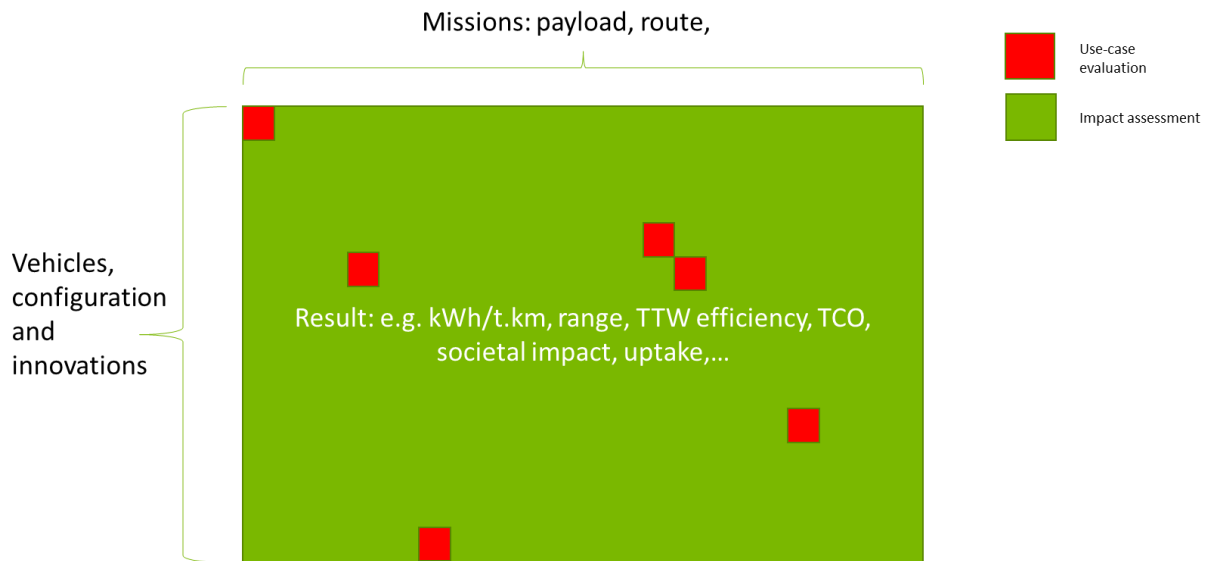 Missions: payload, route,
Use-case
evaluation
Impact assessment
Vehicles,
configuration
and
innovations
Result: e.g. kWh/t.km, range, TTW efficiency, TCO,
societal impact, uptake,...